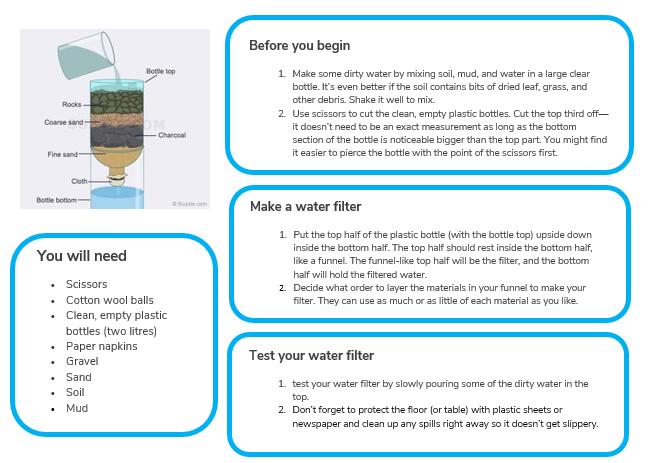 Bottle top
Rocks
Coarse sand
Charcoal
Fine sand
Cloth
Bottle bottom
© Buzzle.com
You will need
• Scissors
• Cotton wool balls
• Clean, empty plastic
bottles (two litres)
• Paper napkins
• Gravel
• Sand
• Soil
• Mud
Before you begin
1. Make some dirty water by mixing soil, mud, and water in a large clear
bottle. It's even better if the soil contains bits of dried leaf, grass, and
other debris. Shake it well to mix.
2. Use scissors to cut the clean, empty plastic bottles. Cut the top third off—
it doesn't need to be an exact measurement as long as the bottom
section of the bottle is noticeable bigger than the top part. You might find
it easier to pierce the bottle with the point of the scissors first.
Make a water filter
1. Put the top half of the plastic bottle (with the bottle top) upside down
inside the bottom half. The top half should rest inside the bottom half,
like a funnel. The funnel-like top half will be the filter, and the bottom
half will hold the filtered water.
2. Decide what order to layer the materials in your funnel to make your
filter. They can use as much or as little of each material as you like.
Test your water filter
1. test your water filter by slowly pouring some of the dirty water in the
top.
2. Don't forget to protect the floor (or table) with plastic sheets or
newspaper and clean up any spills right away so it doesn't get slippery.